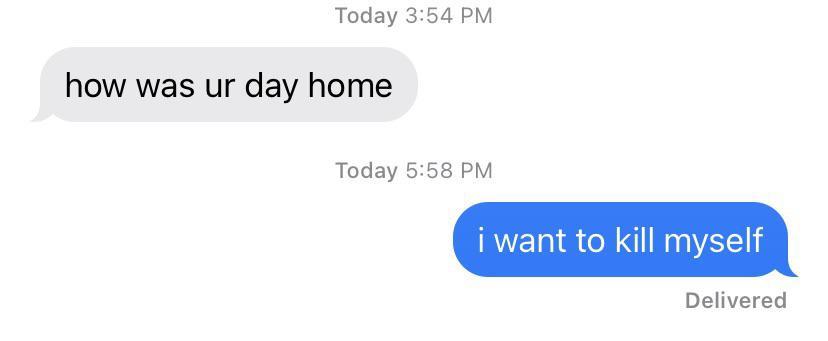 Today 3:54 PM
how was ur day home
Today 5:58 PM
i want to kill myself
Delivered